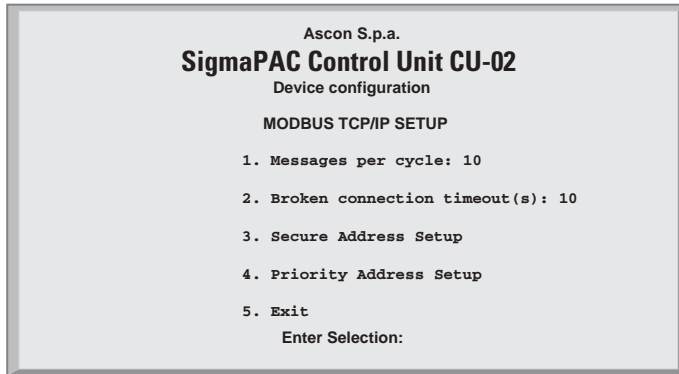 Ascon S.p.a.
SigmaPAC Control Unit CU-02
Device configuration
MODBUS TCP/IP SETUP
1. Messages per cycle: 10
2. Broken connection timeout(s): 10
3. Secure Address Setup
4. Priority Address Setup
5. Exit
Enter Selection: